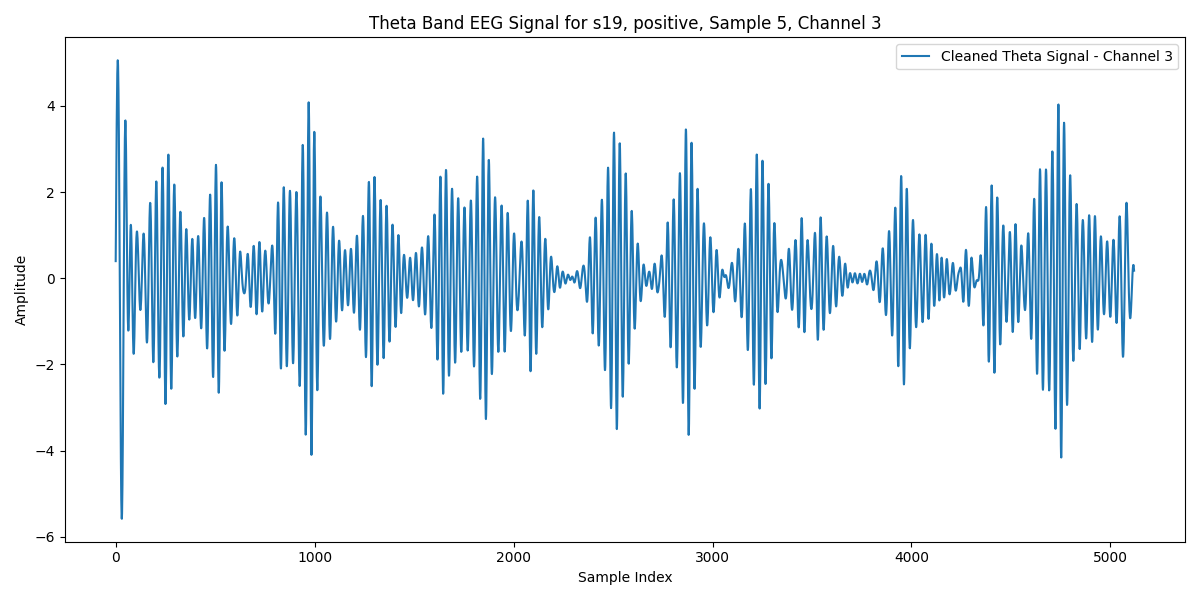 Theta Band EEG Signal for s19, positive, Sample 5, Channel 3
Cleaned Theta Signal - Channel 3
Amplitude
4
2
0
−2
−4
−6
0 1000 2000 3000 4000 5000
Sample Index